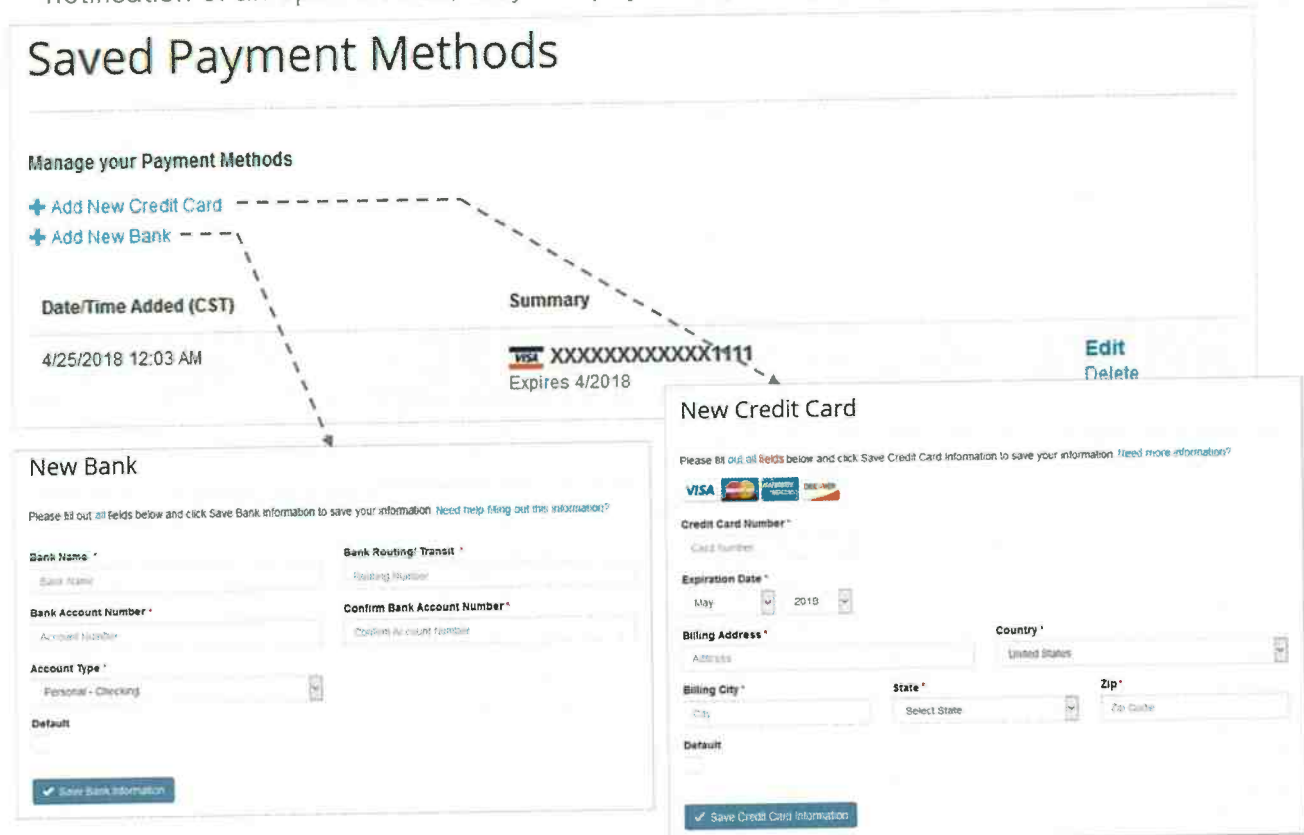 Saved Payment Methods
Manage your Payment Methods
+ Add New Credit Card
+ Add New Bank
Date/Time Added (CST)
Summary
4/25/2018 12:03 AM
VISA XXXXXXXXXXXX1111
Expires 4/2018
Edit
Delete
New Bank
Please fill out all fields below and click Save Bank Information to save your information Need help filling out this information?
Bank Name *
Bank Routing/ Transit *
Bank Name
Routing Number
Bank Account Number *
Confirm Bank Account Number *
Account Number
Confirm Account Number
Account Type *
Personal - Checking
Default
✔ Save Bank Information
New Credit Card
Please fill out all fields below and click Save Credit Card Information to save your information Need more information?
VISA
Credit Card Number *
Card Number
Expiration Date *
May 2018
Billing Address *
Country *
Address
United States
Billing City *
State *
Zip *
City
Select State
Zip Code
Default
✔ Save Credit Card Information